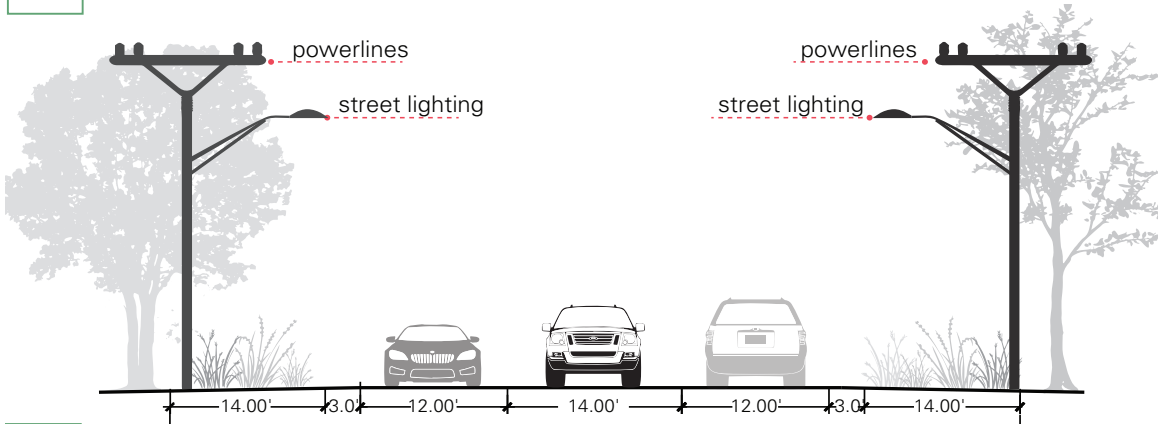 powerlines powerlines
street lighting street lighting
14.00' 3.0' 12.00' 14.00' 12.00' 3.0' 14.00'